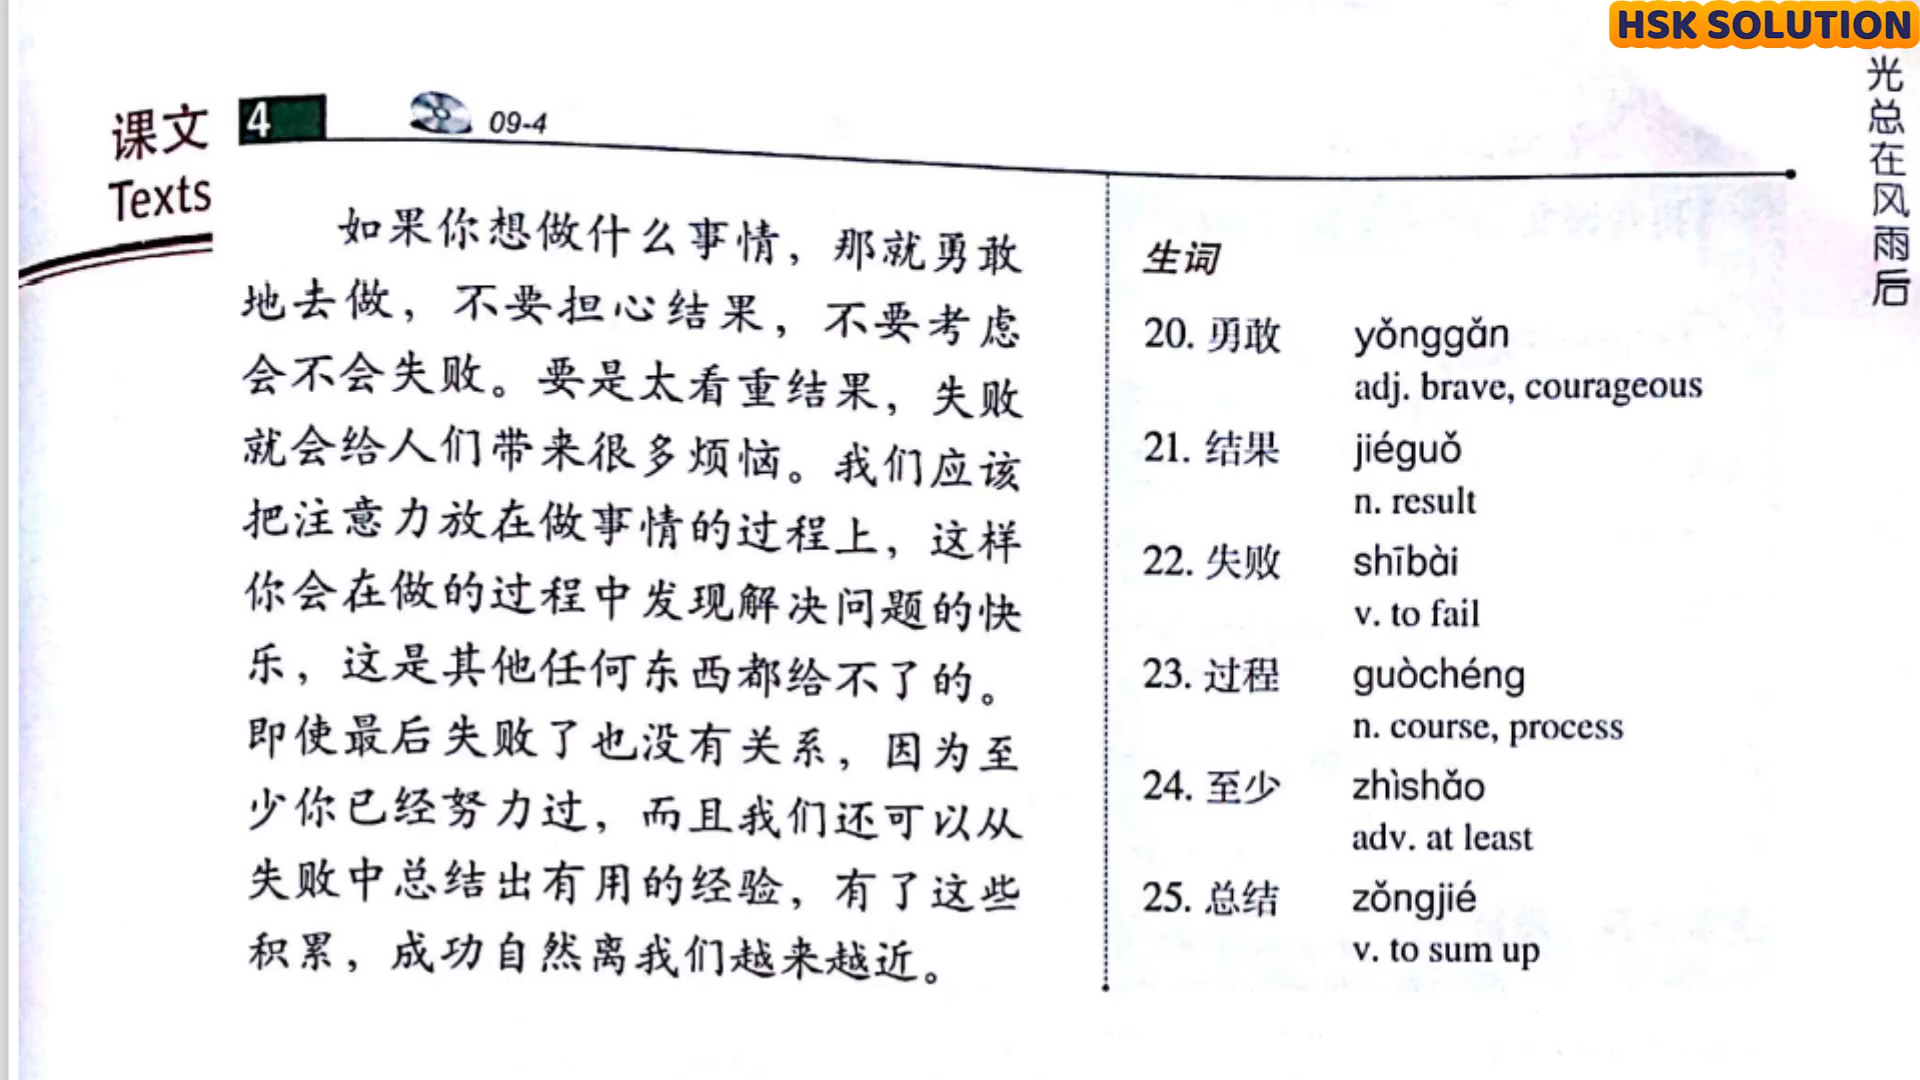 HSK SOLUTION
光总在风雨后
课文
Texts
4
09-4
如果你想做什么事情，那就勇敢
地去做，不要担心结果，不要考虑
会不会失败。要是太看重结果，失败
就会给人们带来很多烦恼。我们应该
把注意力放在做事情的过程上，这样
你会在做的过程中发现解决问题的快
乐，这是其他任何东西都给不了的。
即使最后失败了也没有关系，因为至
少你已经努力过，而且我们还可以从
失败中总结出有用的经验，有了这些
积累，成功自然离我们越来越近。
生词
20. 勇敢 yǒnggǎn
adj. brave, courageous
21. 结果 jiéguǒ
n. result
22. 失败 shībài
v. to fail
23. 过程 guòchéng
n. course, process
24. 至少 zhìshǎo
adv. at least
25. 总结 zǒngjié
v. to sum up